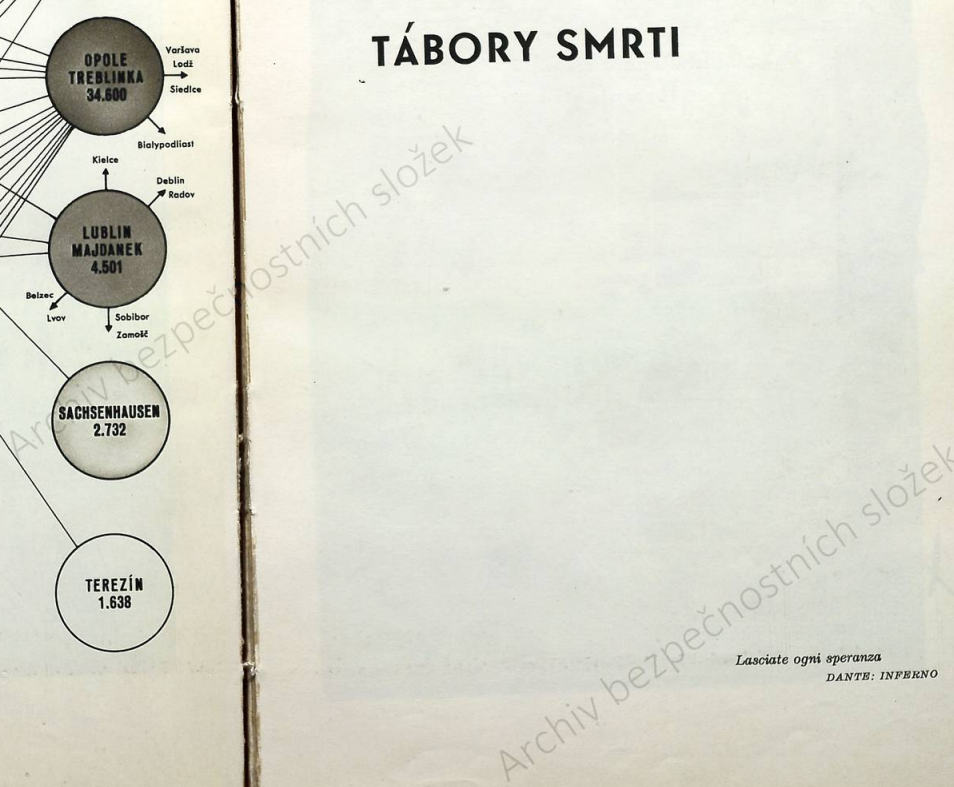 OPOLE
TREBLINKA
34.600
Varšava
Lodž
Siedlce
Bialypodliast
Kielce
Deblin
Radov
LUBLIN
MAJDANEK
4.501
Belzec
Lvov
Sobibor
Zamošč
SACHSENHAUSEN
2.732
TEREZÍN
1.638
TÁBORY SMRTI
Lasciate ogni speranza
DANTE: INFERNO
Archiv bezpečnostních složek
Archiv bezpečnostních složek